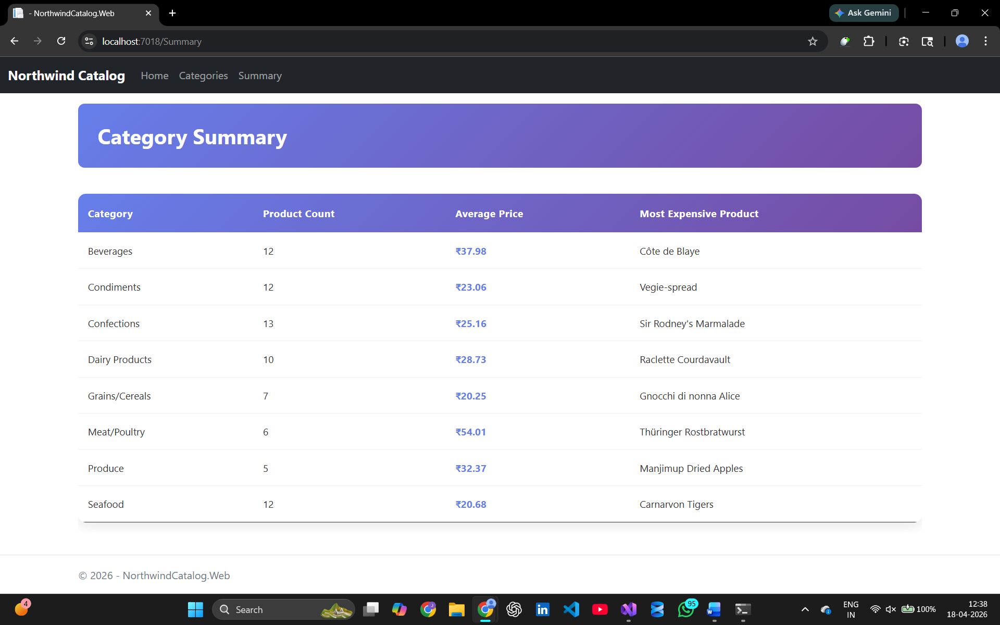 - NorthwindCatalog.Web
Ask Gemini
localhost:7018/Summary
Northwind Catalog Home Categories Summary
Category Summary
Category Product Count Average Price Most Expensive Product
Beverages 12 ₹37.98 Côte de Blaye
Condiments 12 ₹23.06 Vegie-spread
Confections 13 ₹25.16 Sir Rodney's Marmalade
Dairy Products 10 ₹28.73 Raclette Courdavault
Grains/Cereals 7 ₹20.25 Gnocchi di nonna Alice
Meat/Poultry 6 ₹54.01 Thüringer Rostbratwurst
Produce 5 ₹32.37 Manjimup Dried Apples
Seafood 12 ₹20.68 Carnarvon Tigers
© 2026 - NorthwindCatalog.Web
4
Search
95
ENG
IN
100%
12:38
18-04-2026